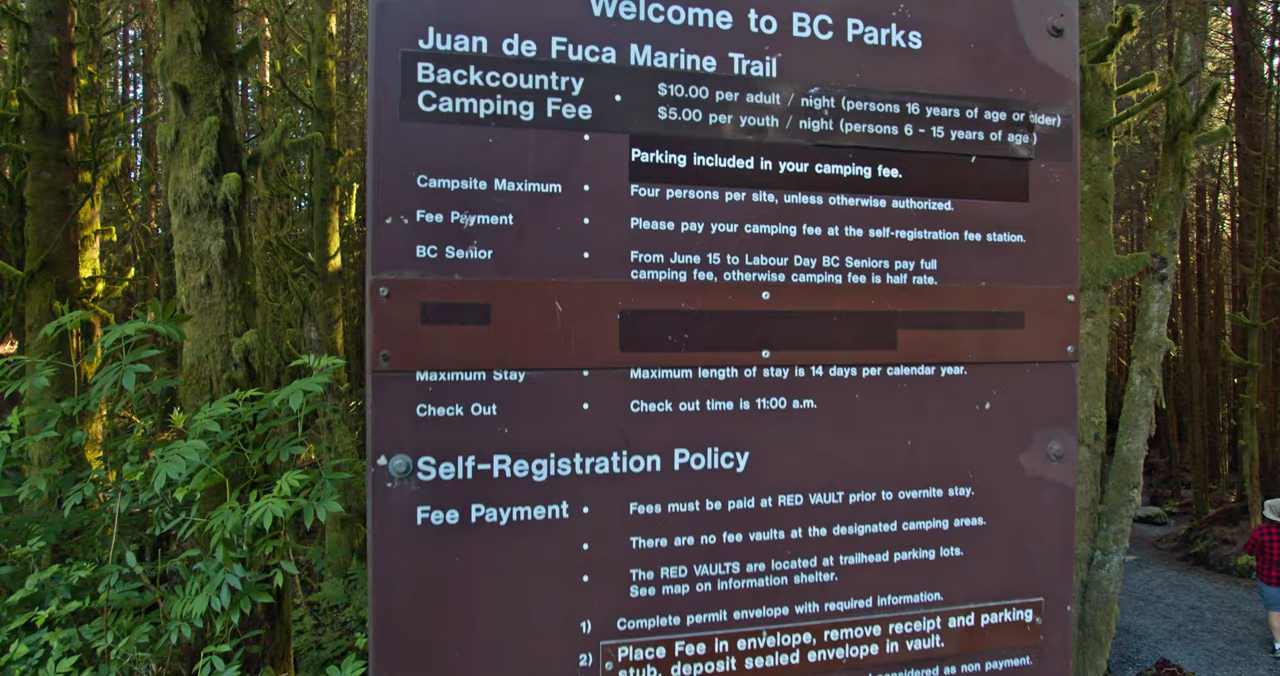 Welcome to BC Parks
Juan de Fuca Marine Trail
Backcountry
Camping Fee
• $10.00 per adult / night (persons 16 years of age or older)
$5.00 per youth / night (persons 6 - 15 years of age)
• Parking included in your camping fee.
Campsite Maximum • Four persons per site, unless otherwise authorized.
Fee Payment • Please pay your camping fee at the self-registration fee station.
BC Senior • From June 15 to Labour Day BC Seniors pay full
camping fee, otherwise camping fee is half rate.
Maximum Stay • Maximum length of stay is 14 days per calendar year.
Check Out • Check out time is 11:00 a.m.
Self-Registration Policy
Fee Payment • Fees must be paid at RED VAULT prior to overnite stay.
• There are no fee vaults at the designated camping areas.
• The RED VAULTS are located at trailhead parking lots.
See map on information shelter.
1) Complete permit envelope with required information.
2) Place Fee in envelope, remove receipt and parking
stub, deposit sealed envelope in vault.
considered as non payment.